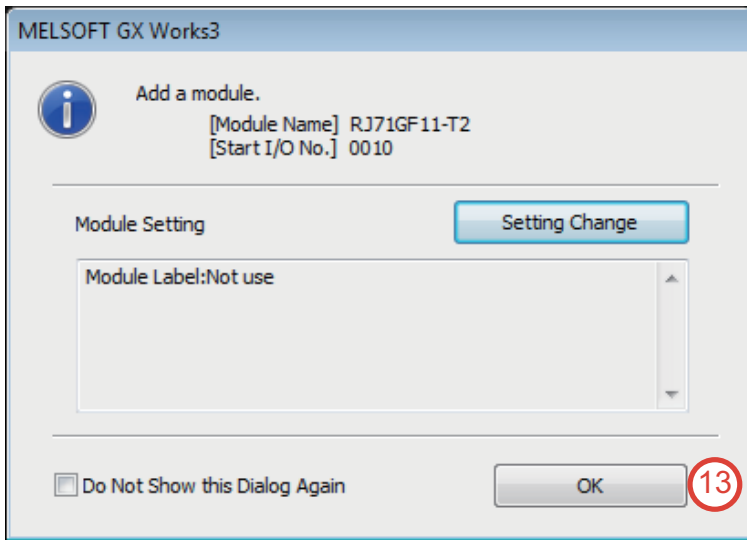 MELSOFT GX Works3
Add a module.
[Module Name] RJ71GF11-T2
[Start I/O No.] 0010
Module Setting
Setting Change
Module Label:Not use
Do Not Show this Dialog Again
OK
13